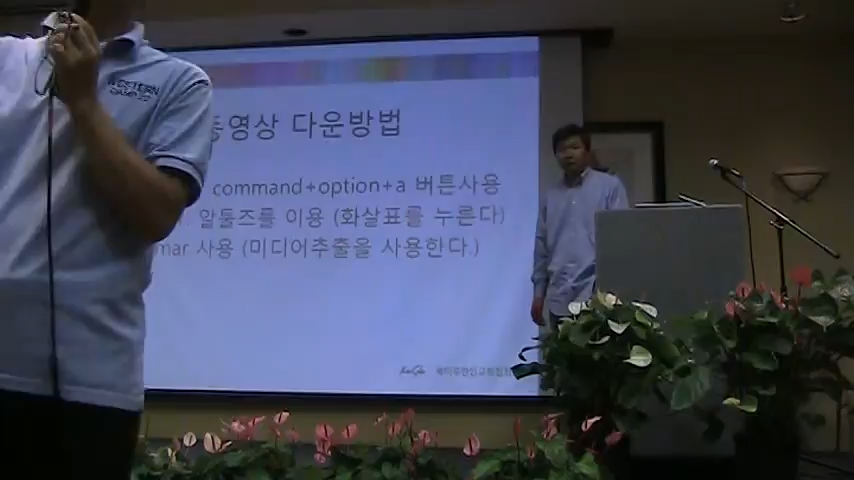 WESTERN
동영상 다운방법
command+option+a 버튼사용
알툴즈를 이용 (화살표를 누른다)
mar 사용 (미디어추출을 사용한다.)